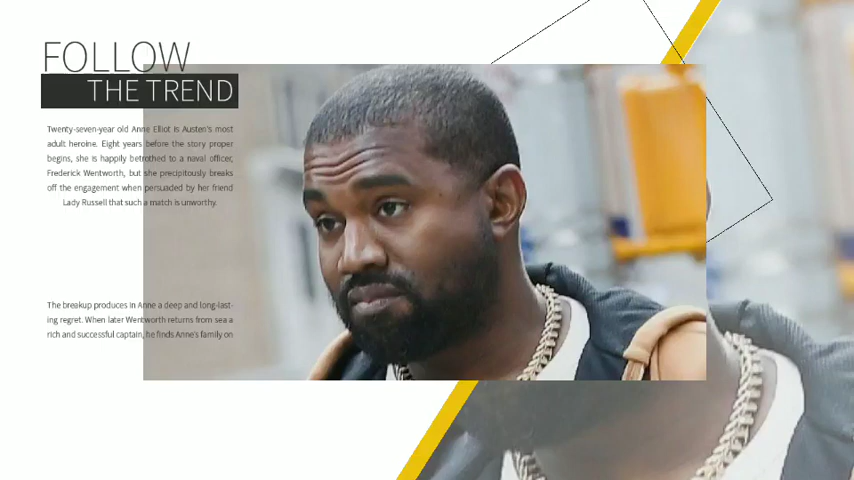 FOLLOW
THE TREND
Twenty-seven-year old Anne Elliot is Austen's most
adult heroine. Eight years before the story proper
begins, she is happily betrothed to a naval officer,
Frederick Wentworth, but she precipitously breaks
off the engagement when persuaded by her friend
Lady Russell that such a match is unworthy.
The breakup produces in Anne a deep and long-last-
ing regret. When later Wentworth returns from sea a
rich and successful captain, he finds Anne's family on